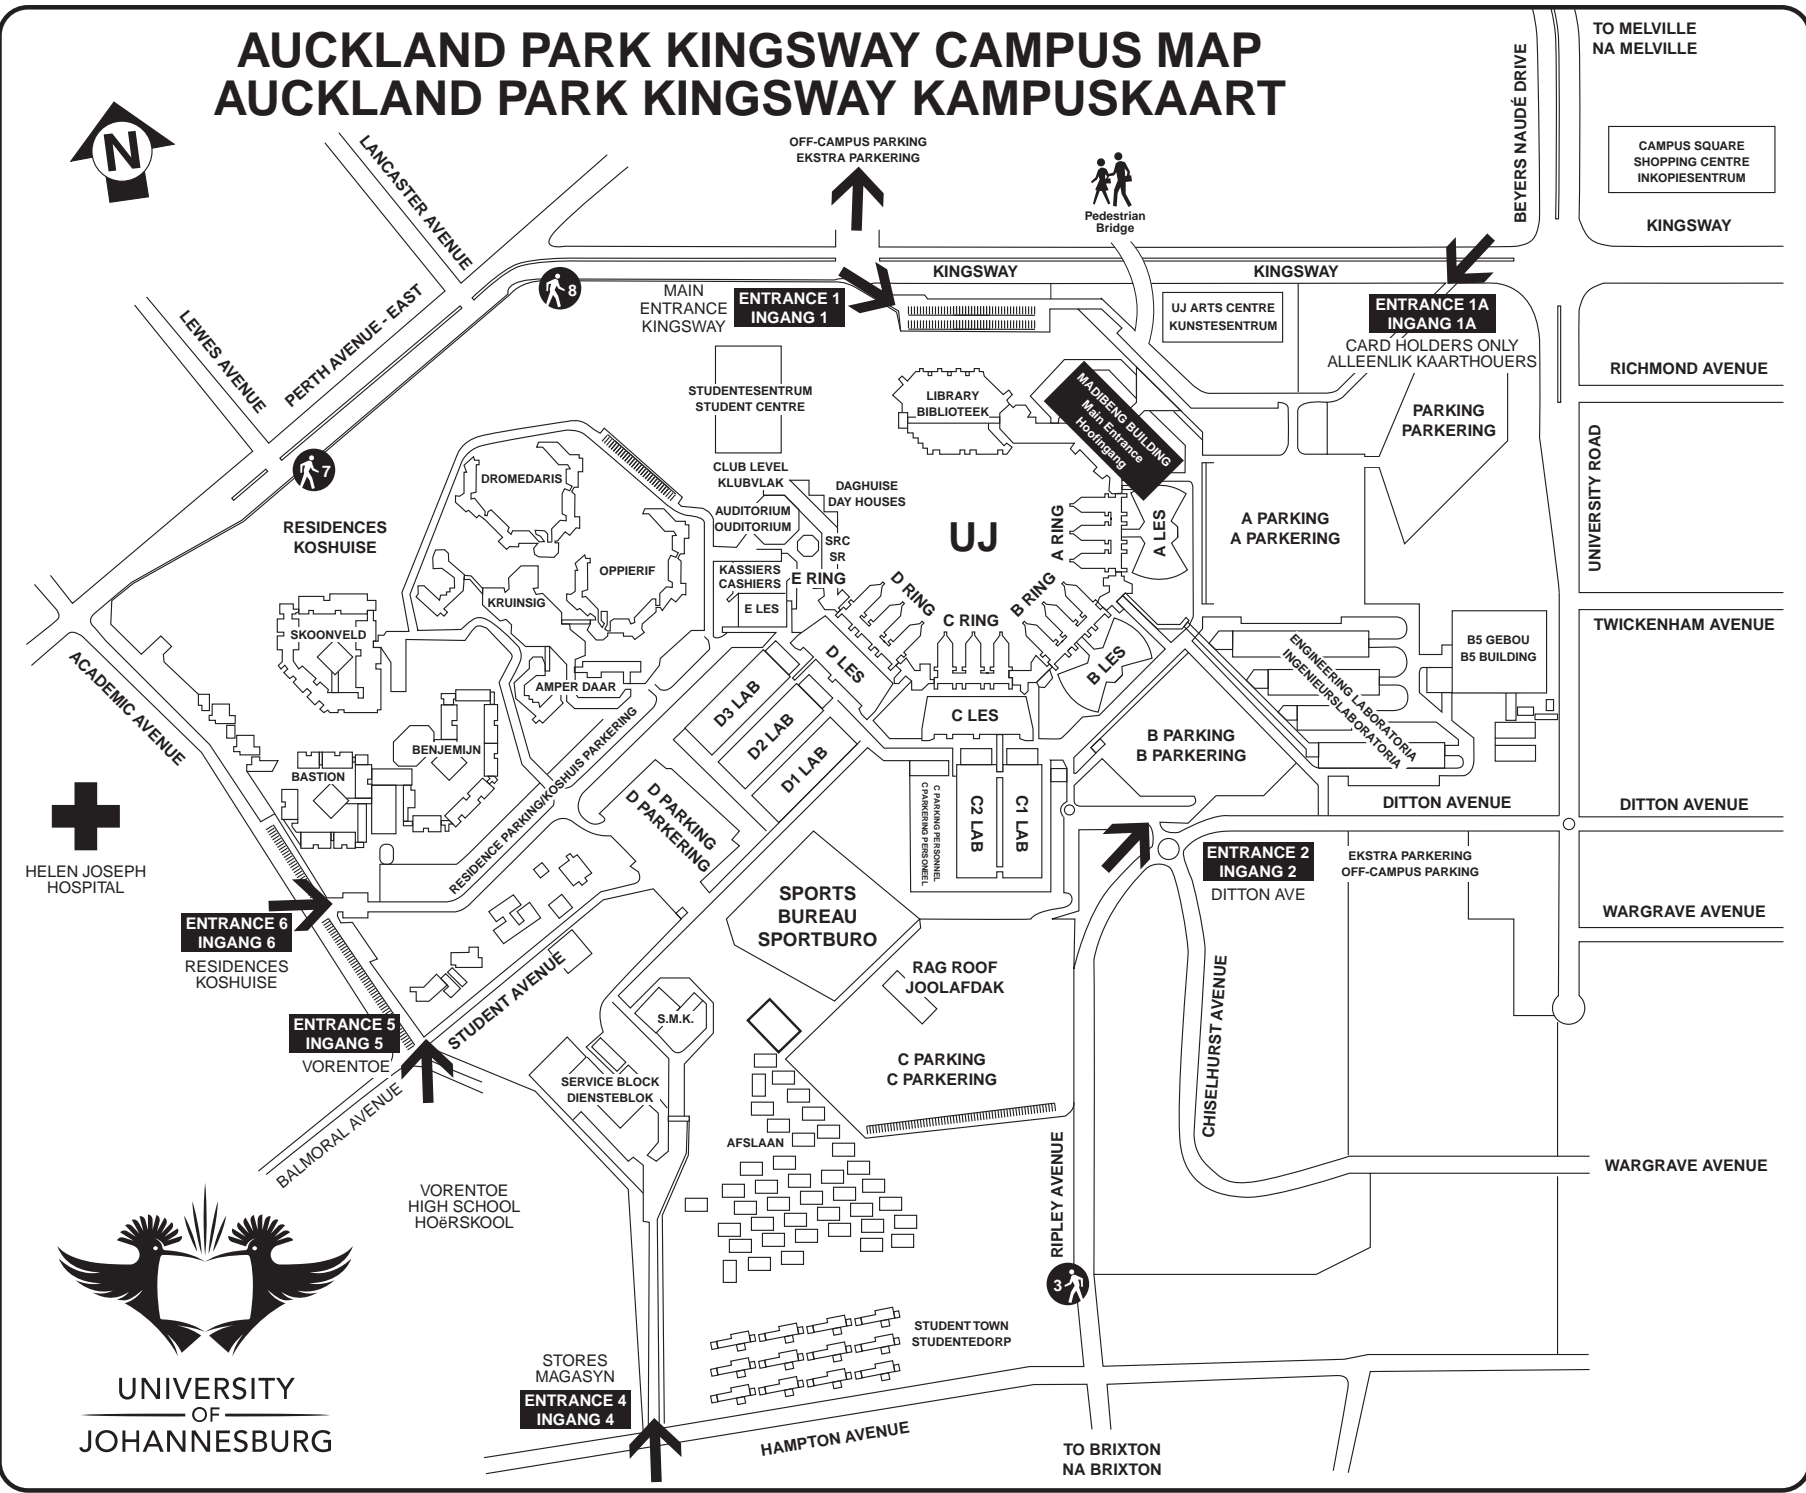 AUCKLAND PARK KINGSWAY CAMPUS MAP
AUCKLAND PARK KINGSWAY KAMPUSKAART
N
TO MELVILLE
NA MELVILLE
BEYERS NAUDÉ DRIVE
CAMPUS SQUARE
SHOPPING CENTRE
INKOPIESENTRUM
KINGSWAY
OFF-CAMPUS PARKING
EKSTRA PARKERING
Pedestrian
Bridge
LANCASTER AVENUE
LEWES AVENUE
PERTH AVENUE - EAST
8
7
KINGSWAY
KINGSWAY
MAIN
ENTRANCE
KINGSWAY
ENTRANCE 1
INGANG 1
UJ ARTS CENTRE
KUNSTESENTRUM
ENTRANCE 1A
INGANG 1A
CARD HOLDERS ONLY
ALLEENLIK KAARTHOUERS
RICHMOND AVENUE
STUDENTESENTRUM
STUDENT CENTRE
LIBRARY
BIBLIOTEEK
MADIBENG BUILDING
Main Entrance
Hoofingang
PARKING
PARKERING
UNIVERSITY ROAD
CLUB LEVEL
KLUBVLAK
DAGHUISE
DAY HOUSES
DROMEDARIS
AUDITORIUM
OUDITORIUM
SRC
SR
UJ
A RING
A LES
A PARKING
A PARKERING
RESIDENCES
KOSHUISE
OPPIERIF
KRUINSIG
KASSIERS
CASHIERS
E RING
E LES
D RING
C RING
B RING
SKOONVELD
AMPER DAAR
D LES
B LES
C LES
ENGINEERING LABORATORIA
INGENIEURSLABORATORIA
B5 GEBOU
B5 BUILDING
TWICKENHAM AVENUE
ACADEMIC AVENUE
D3 LAB
D2 LAB
D1 LAB
B PARKING
B PARKERING
BENJEMIJN
BASTION
RESIDENCE PARKING/KOSHUIS PARKERING
D PARKING
D PARKERING
C PARKING PERSONNEL
C PARKERING PERSONEEL
C2 LAB
C1 LAB
DITTON AVENUE
DITTON AVENUE
HELEN JOSEPH
HOSPITAL
ENTRANCE 2
INGANG 2
DITTON AVE
EKSTRA PARKERING
OFF-CAMPUS PARKING
SPORTS
BUREAU
SPORTBURO
WARGRAVE AVENUE
ENTRANCE 6
INGANG 6
RESIDENCES
KOSHUISE
RAG ROOF
JOOLAFDAK
CHISELHURST AVENUE
STUDENT AVENUE
ENTRANCE 5
INGANG 5
VORENTOE
S.M.K.
C PARKING
C PARKERING
SERVICE BLOCK
DIENSTEBLOK
BALMORAL AVENUE
AFSLAAN
RIPLEY AVENUE
WARGRAVE AVENUE
VORENTOE
HIGH SCHOOL
HOëRSKOOL
3
STUDENT TOWN
STUDENTEDORP
STORES
MAGASYN
ENTRANCE 4
INGANG 4
HAMPTON AVENUE
TO BRIXTON
NA BRIXTON
UNIVERSITY
OF
JOHANNESBURG